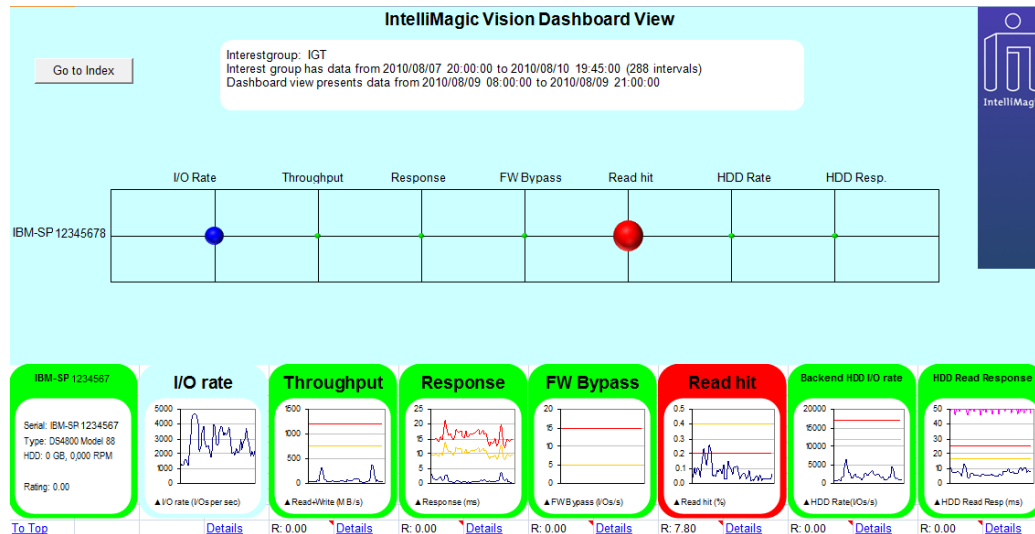 IntelliMagic Vision Dashboard View
Go to Index
Interestgroup: IGT
Interest group has data from 2010/08/07 20:00:00 to 2010/08/10 19:45:00 (288 intervals)
Dashboard view presents data from 2010/08/09 08:00:00 to 2010/08/09 21:00:00
IntelliMag
I/O Rate Throughput Response FW Bypass Read hit HDD Rate HDD Resp.
IBM-SP 12345678
IBM-SP 1234567
Serial: IBM-SP 1234567
Type: DS4800 Model 88
HDD: 0 GB, 0,000 RPM
Rating: 0.00
I/O rate
5000
4000
3000
2000
1000
0
▲I/O rate (I/Os per sec)
Throughput
1500
1000
500
0
▲Read+Write (MB/s)
Response
25
20
15
10
5
0
▲Response (ms)
FW Bypass
20
15
10
5
0
▲FW Bypass (I/Os/s)
Read hit
0.5
0.4
0.3
0.2
0.1
0.0
▲Read hit (%)
Backend HDD I/O rate
20000
15000
10000
5000
0
▲HDD Rate(I/Os/s)
HDD Read Response
50
40
30
20
10
0
▲HDD Read Resp (ms)
To Top Details R: 0.00 Details R: 0.00 Details R: 0.00 Details R: 7.80 Details R: 0.00 Details R: 0.00 Details